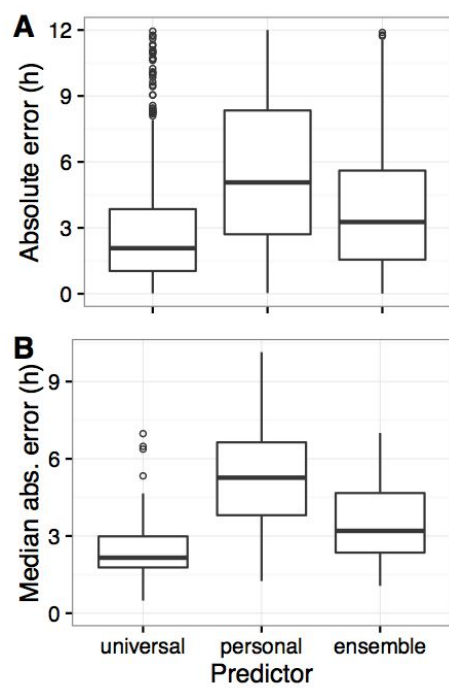 A
Absolute error (h)
12
9
6
3
0
B
Median abs. error (h)
9
6
3
0
universal personal ensemble
Predictor